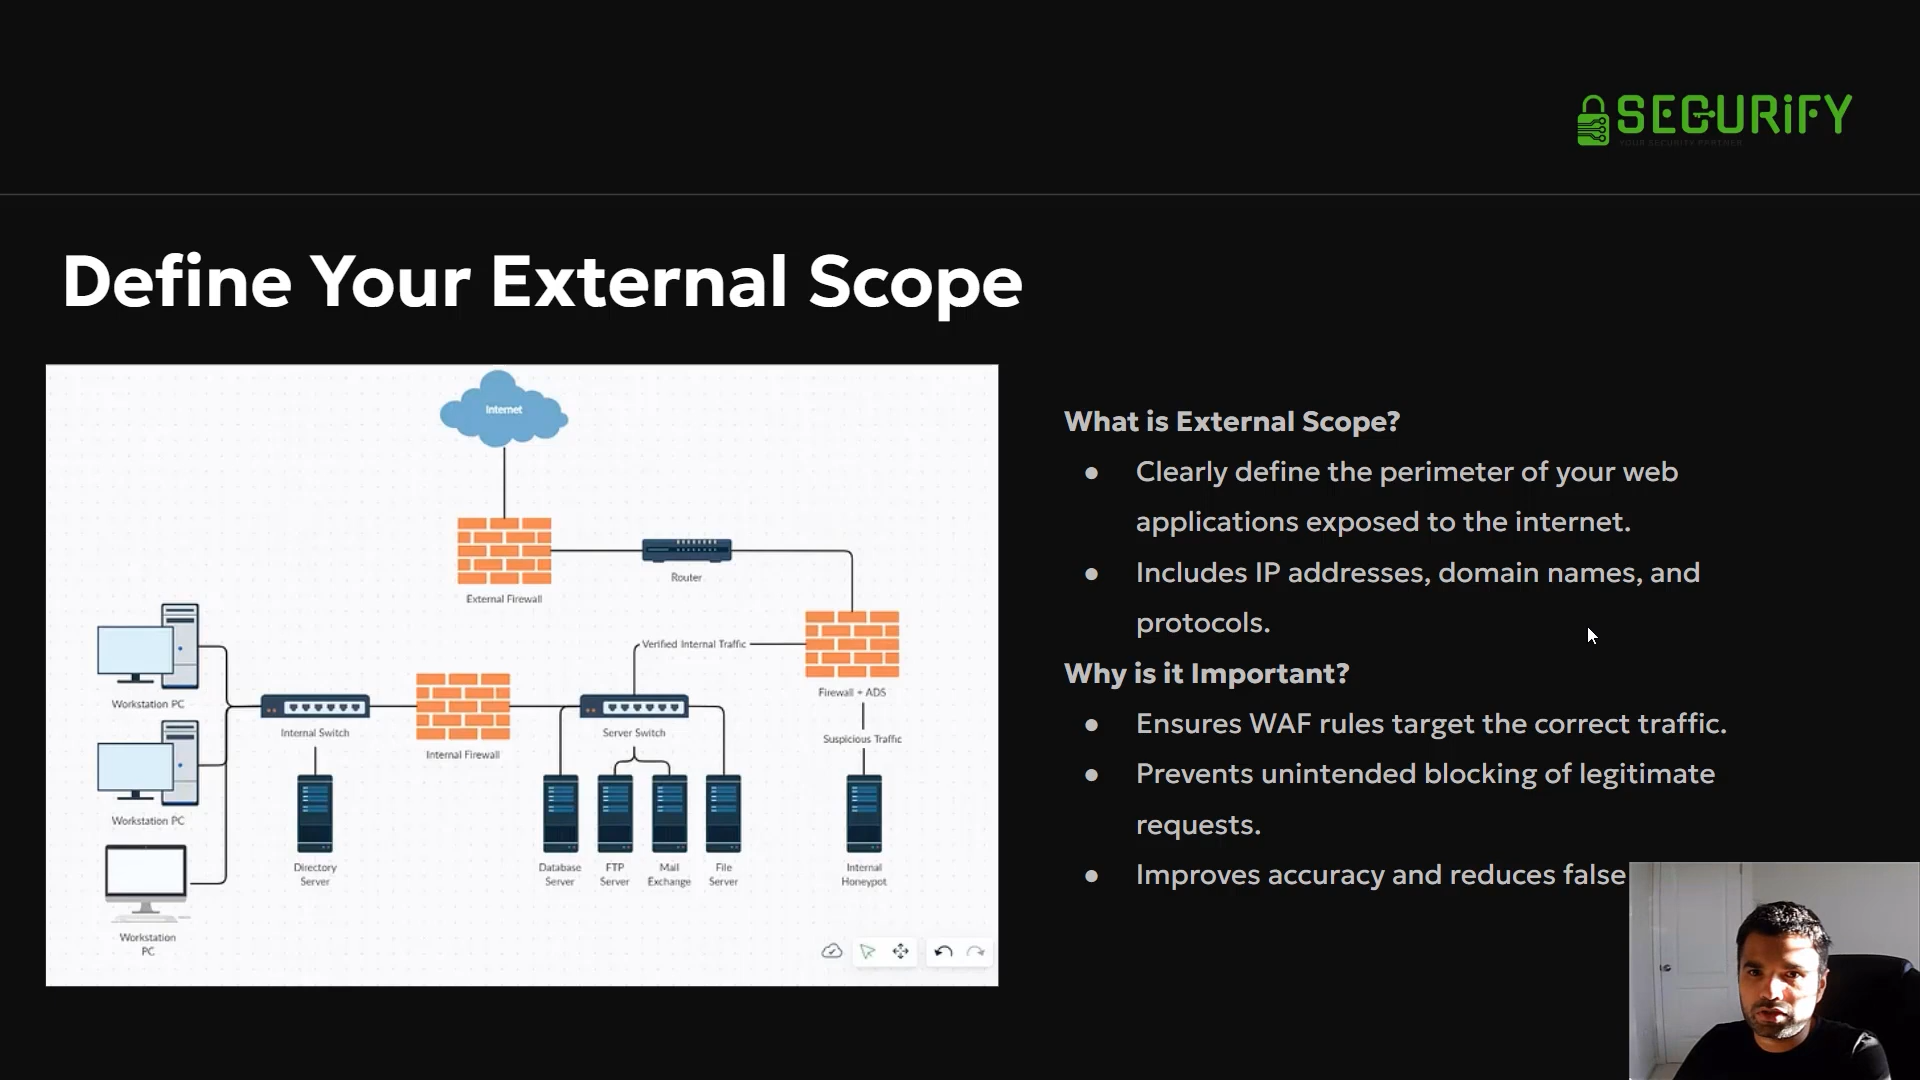 SECURiFY
YOUR SECURITY PARTNER
Define Your External Scope
Internet
External Firewall
Router
Verified Internal Traffic
Firewall + ADS
Suspicious Traffic
Internal
Honeypot
Workstation PC
Workstation PC
Workstation
PC
Internal Switch
Directory
Server
Internal Firewall
Server Switch
Database
Server
FTP
Server
Mail
Exchange
File
Server
What is External Scope?
● Clearly define the perimeter of your web
applications exposed to the internet.
● Includes IP addresses, domain names, and
protocols.
Why is it Important?
● Ensures WAF rules target the correct traffic.
● Prevents unintended blocking of legitimate
requests.
● Improves accuracy and reduces false